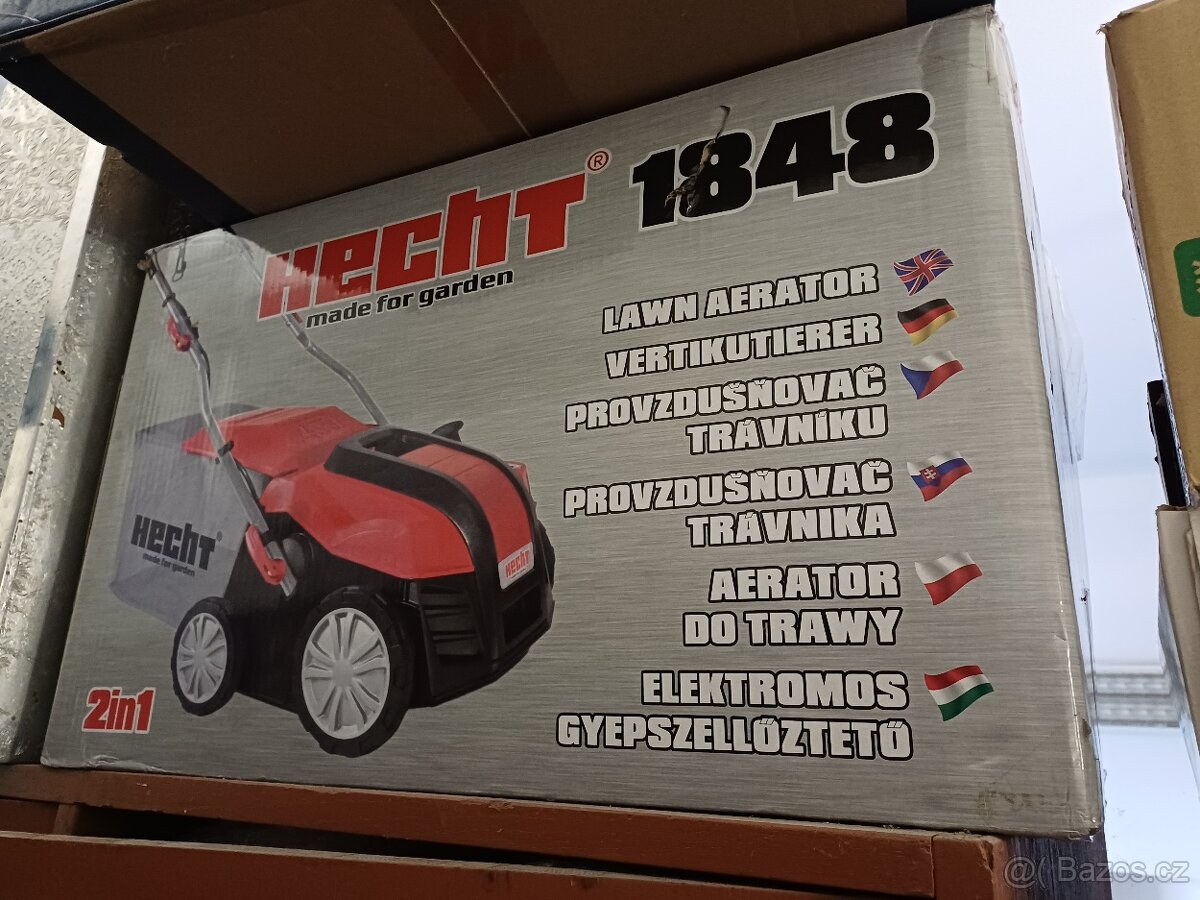 HECHT® 1848
made for garden
LAWN AERATOR
VERTIKUTIERER
PROVZDUŠŇOVAČ
TRÁVNÍKU
PROVZDUŠŇOVAČ
TRÁVNIKA
AERATOR
DO TRAWY
ELEKTROMOS
GYEPSZELLŐZTETŐ
HECHT
made for garden
HECHT
2in1
@( Bazos.cz